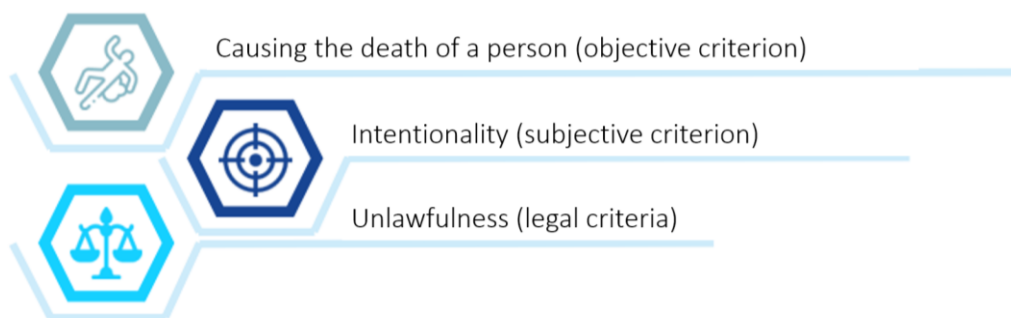 Causing the death of a person (objective criterion)
Intentionality (subjective criterion)
Unlawfulness (legal criteria)